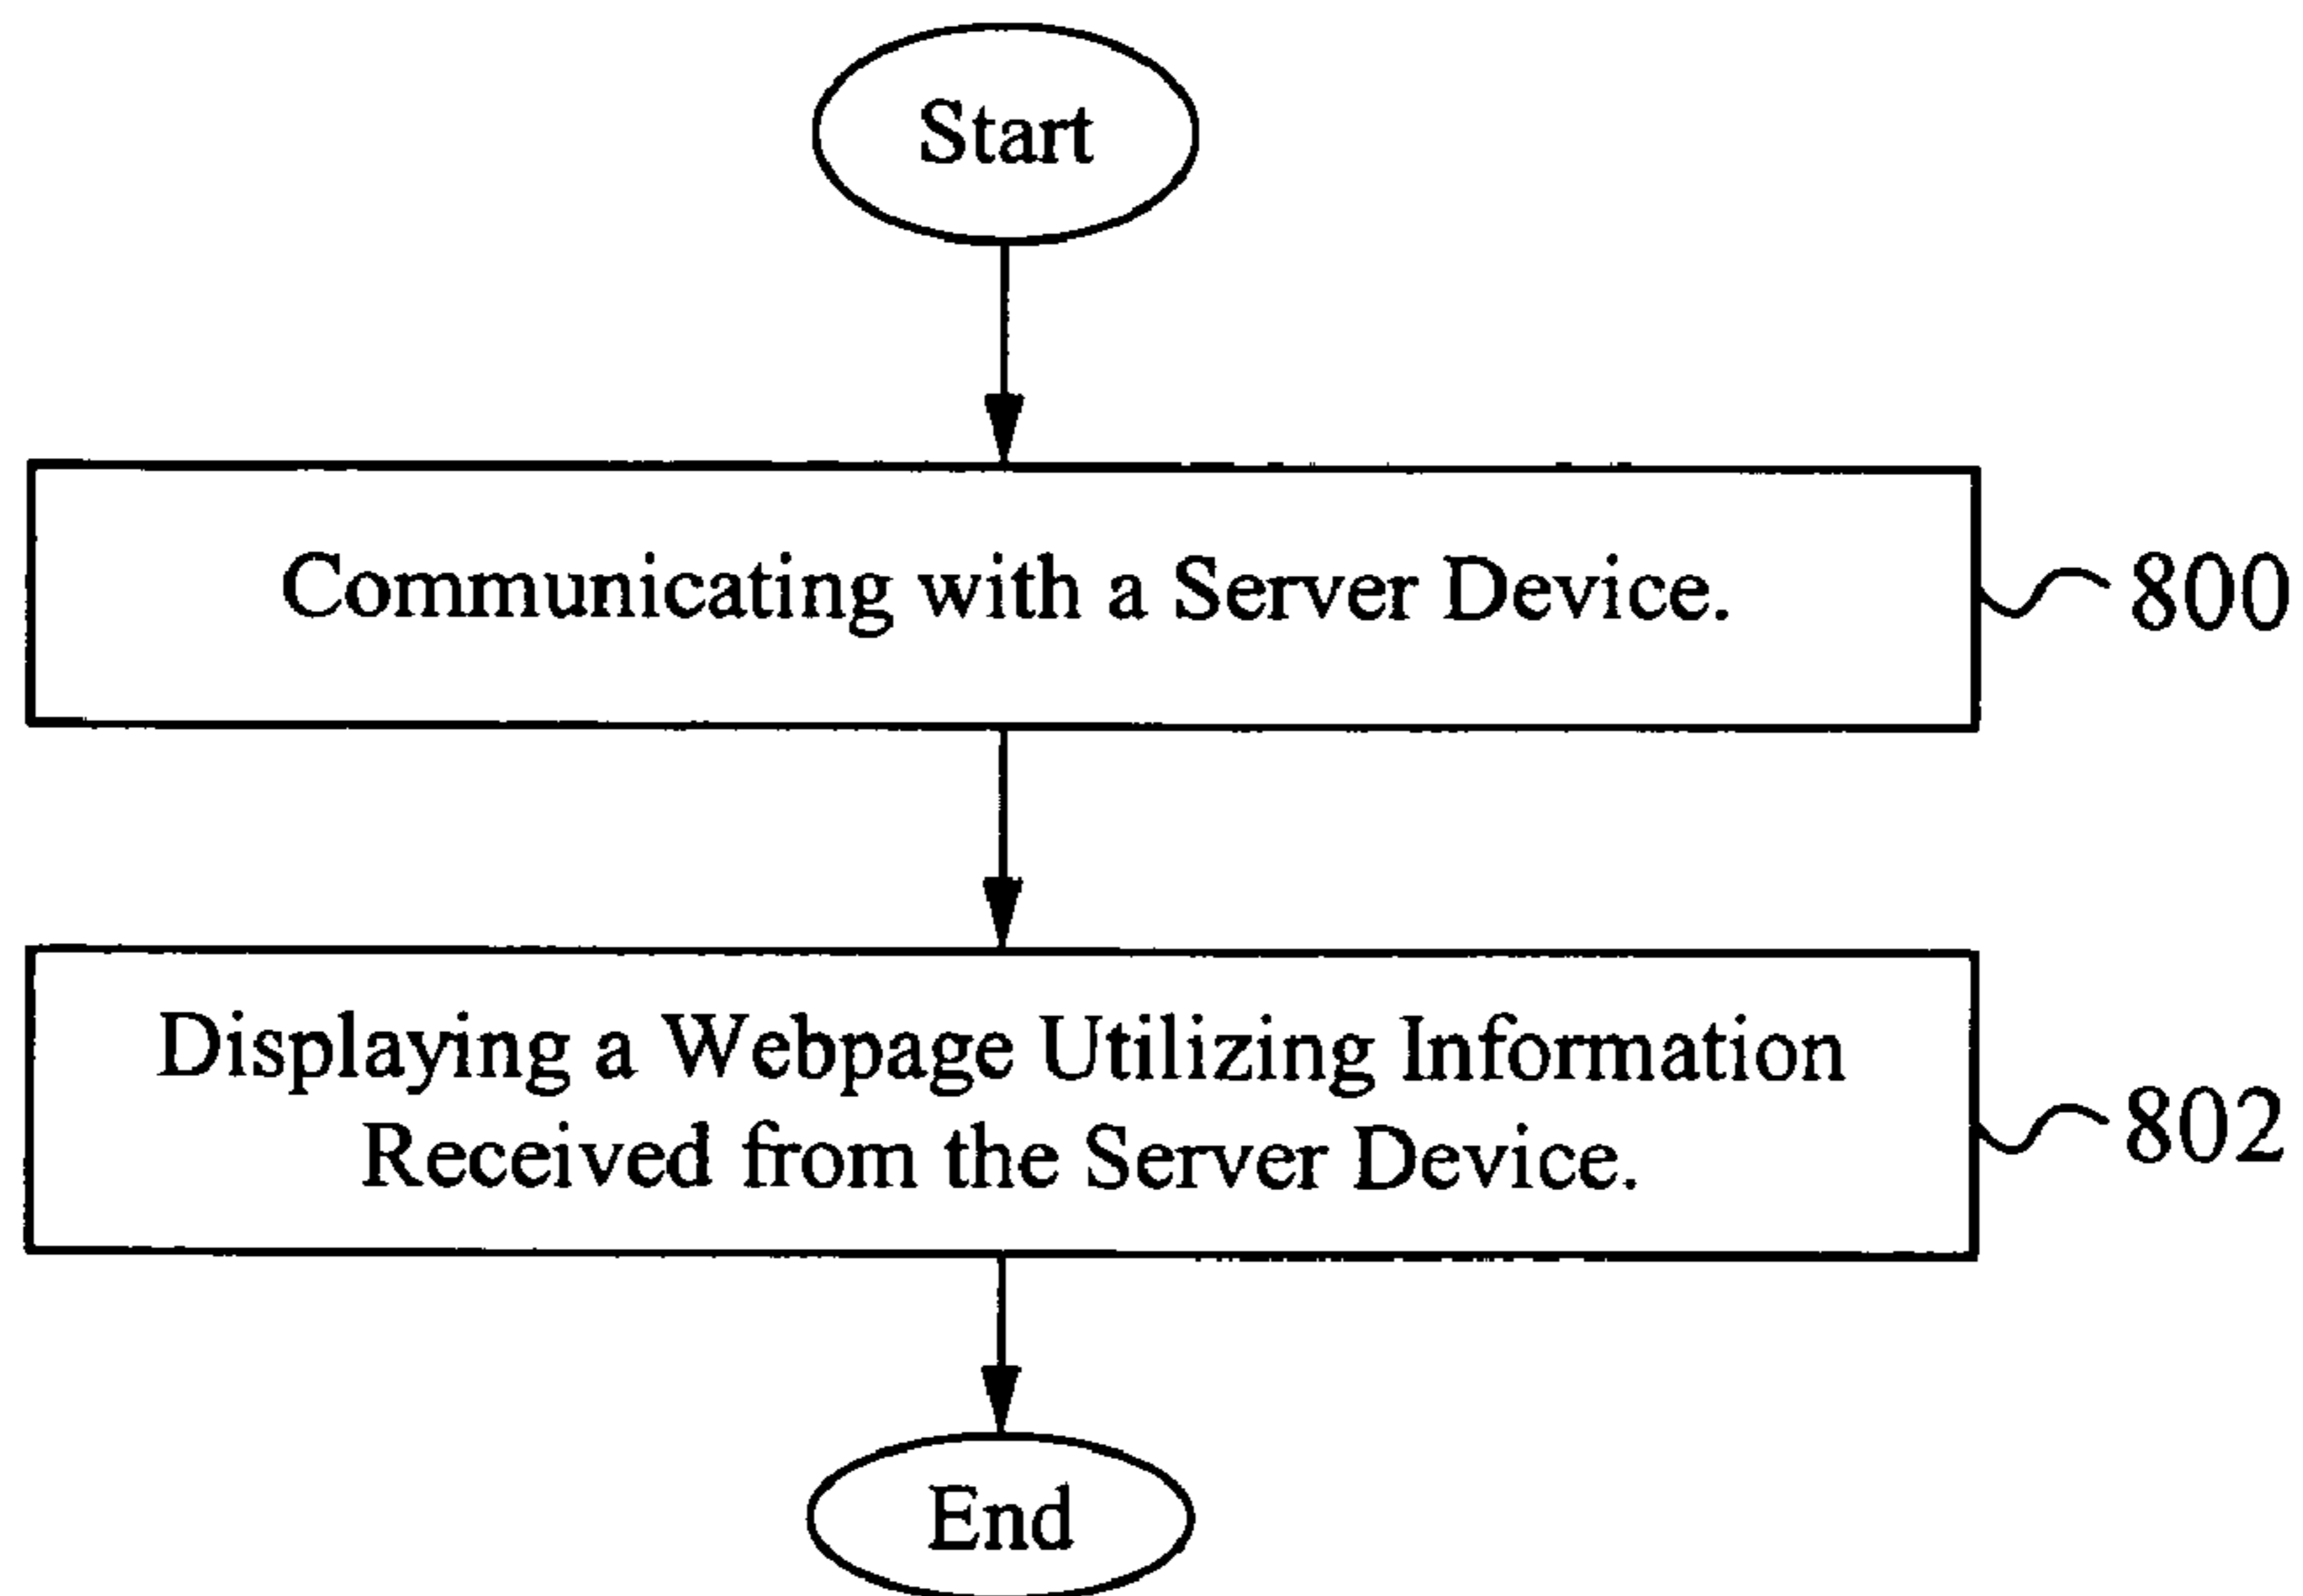 Start
Communicating with a Server Device.
800
Displaying a Webpage Utilizing Information
Received from the Server Device.
802
End